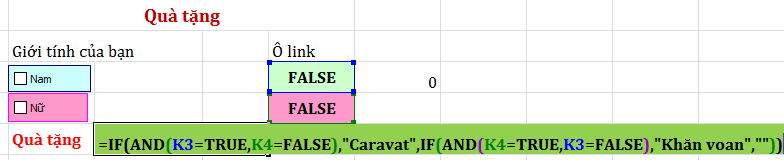 Quà tặng
Giới tính của bạn Ô link
Nam FALSE 0
Nữ FALSE
Quà tặng =IF(AND(K3=TRUE,K4=FALSE),"Caravat",IF(AND(K4=TRUE,K3=FALSE),"Khăn voan",""))